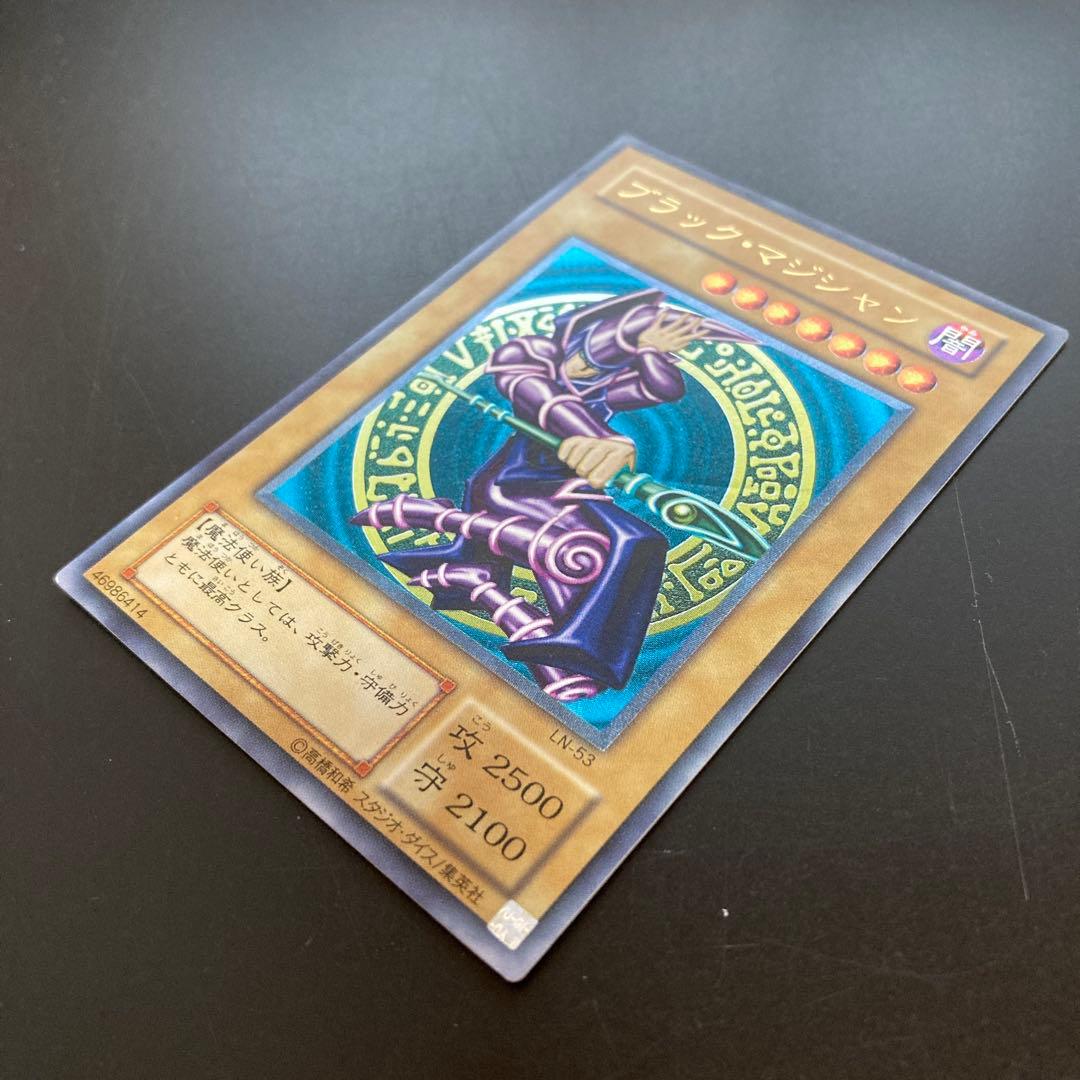 ブラック・マジシャン
闇
LN-53
【魔法使い族】
魔法使いとしては、攻撃力・守備力
ともに最高クラス。
攻 2500
守 2100
46986414
©高橋和希 スタジオ・ダイス/集英社